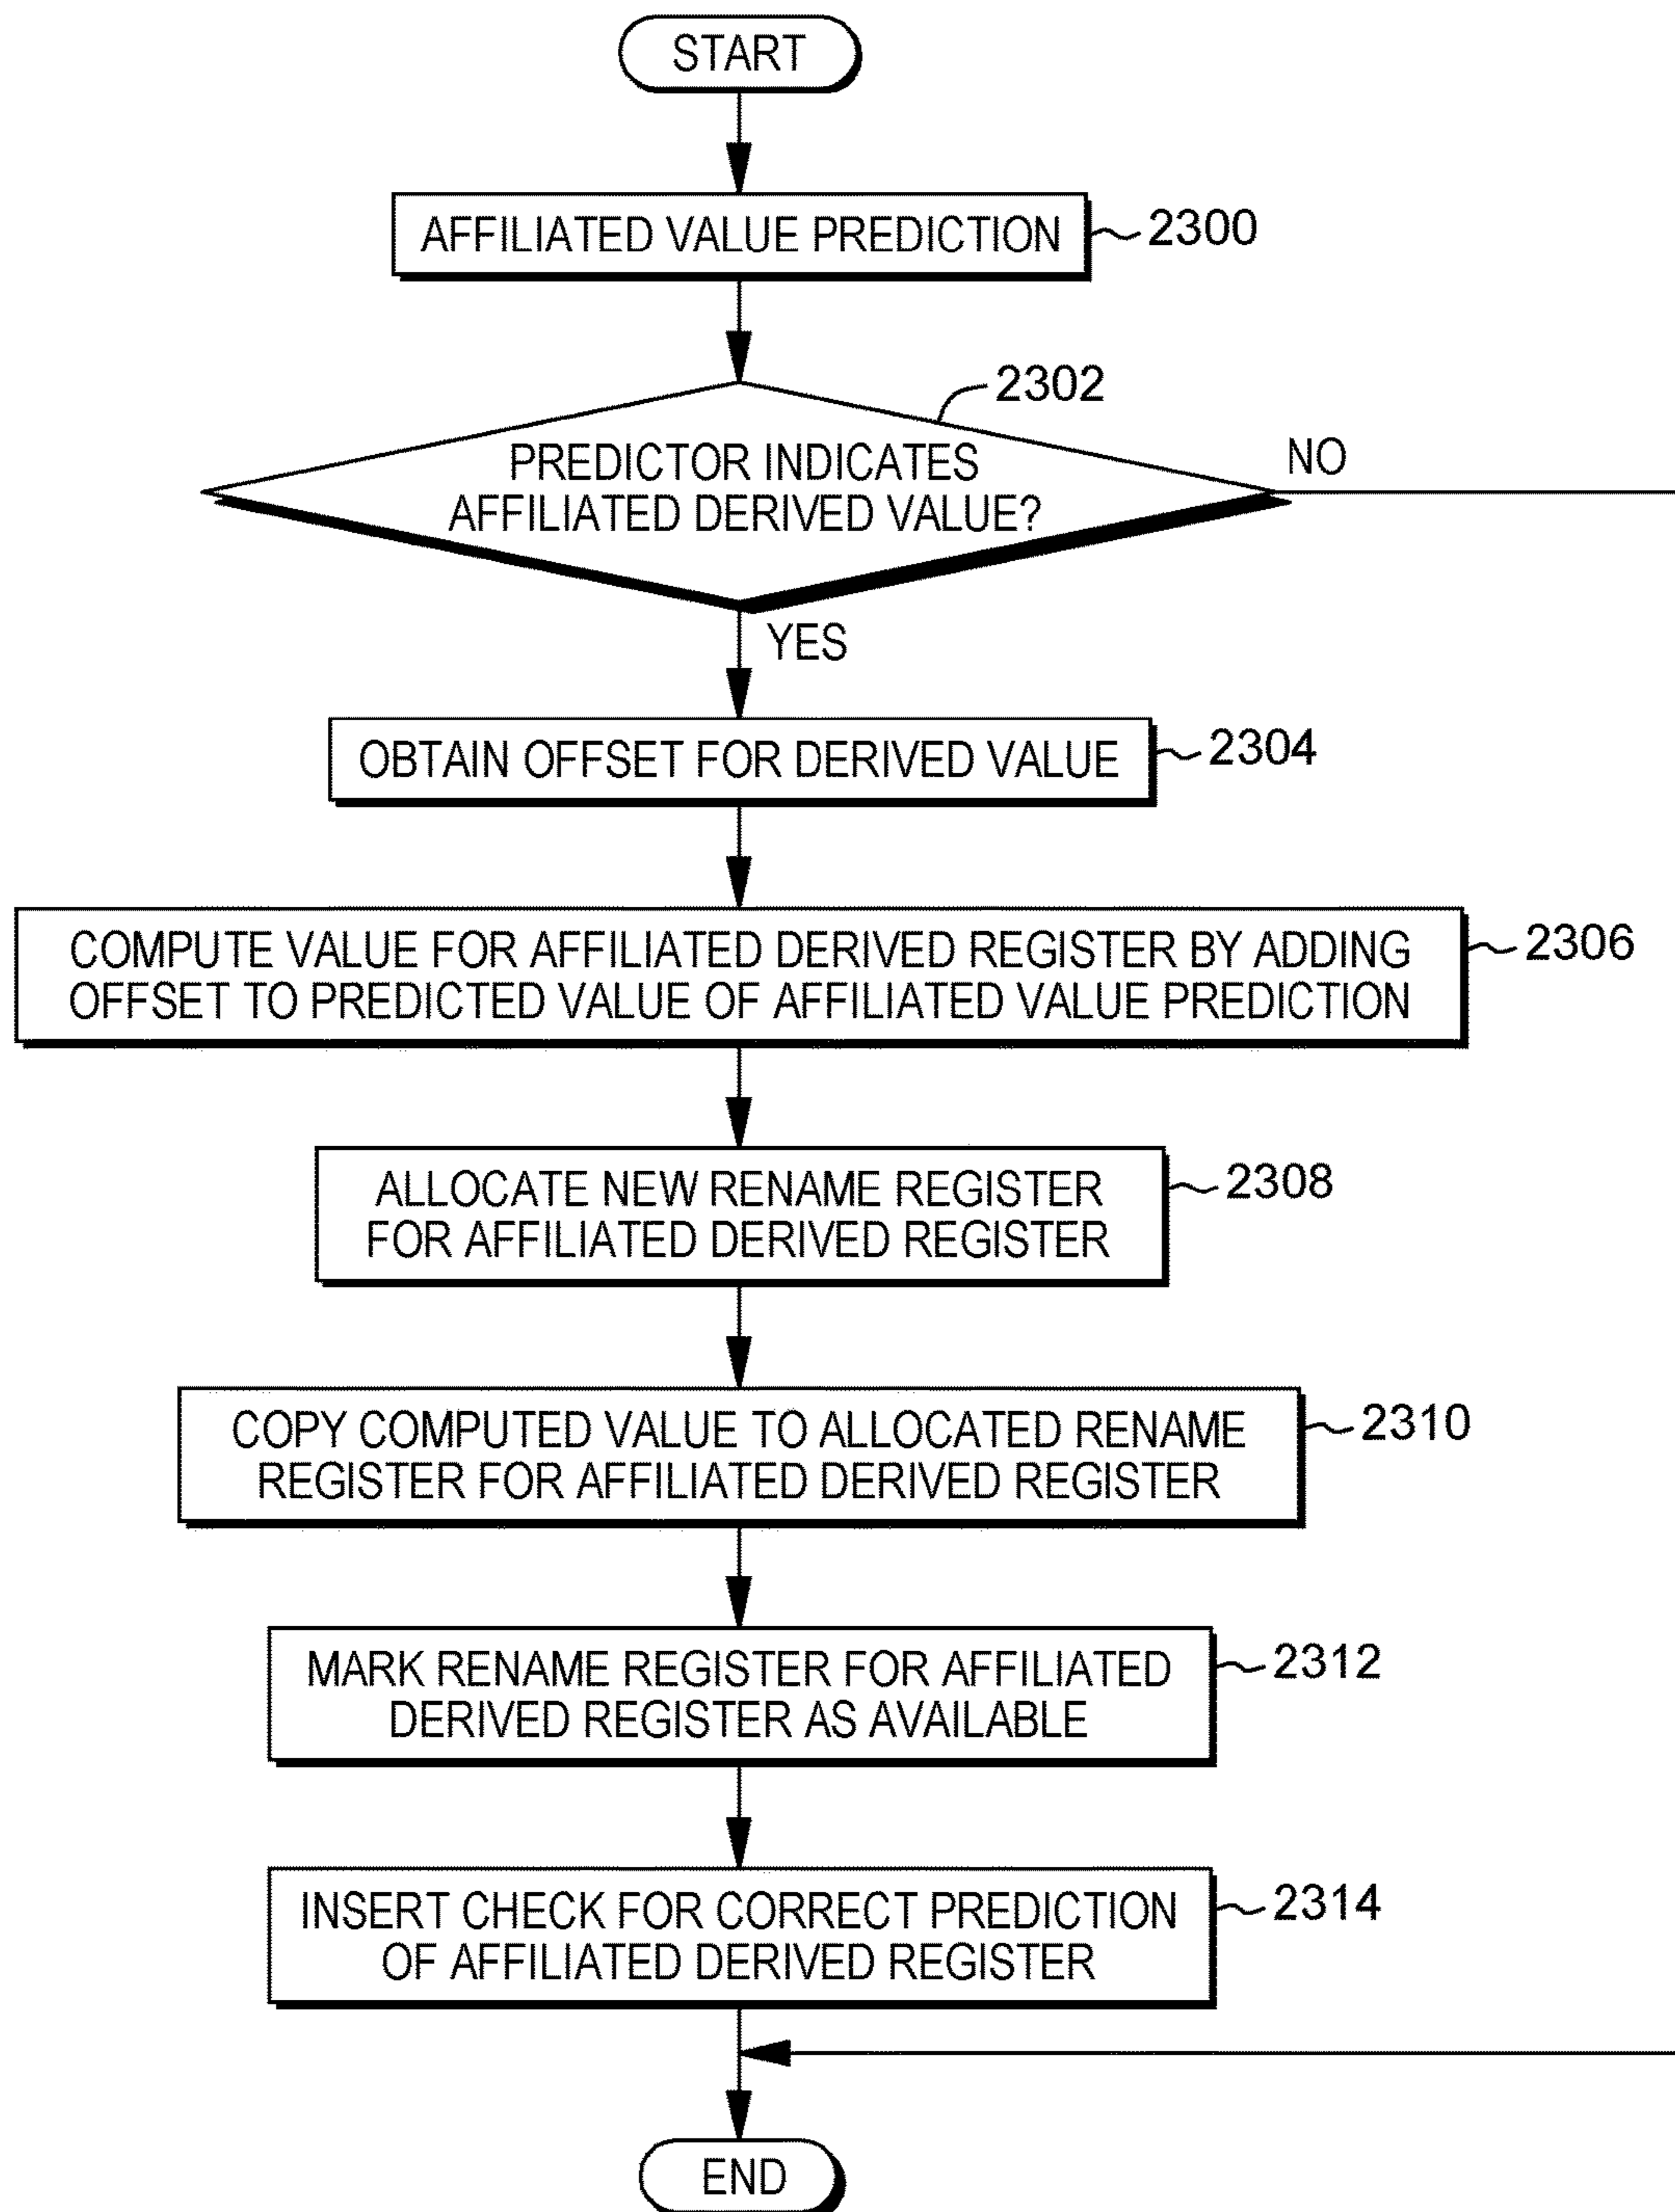 START
AFFILIATED VALUE PREDICTION
2300
2302
PREDICTOR INDICATES
AFFILIATED DERIVED VALUE?
NO
YES
OBTAIN OFFSET FOR DERIVED VALUE
2304
COMPUTE VALUE FOR AFFILIATED DERIVED REGISTER BY ADDING
OFFSET TO PREDICTED VALUE OF AFFILIATED VALUE PREDICTION
2306
ALLOCATE NEW RENAME REGISTER
FOR AFFILIATED DERIVED REGISTER
2308
COPY COMPUTED VALUE TO ALLOCATED RENAME
REGISTER FOR AFFILIATED DERIVED REGISTER
2310
MARK RENAME REGISTER FOR AFFILIATED
DERIVED REGISTER AS AVAILABLE
2312
INSERT CHECK FOR CORRECT PREDICTION
OF AFFILIATED DERIVED REGISTER
2314
END